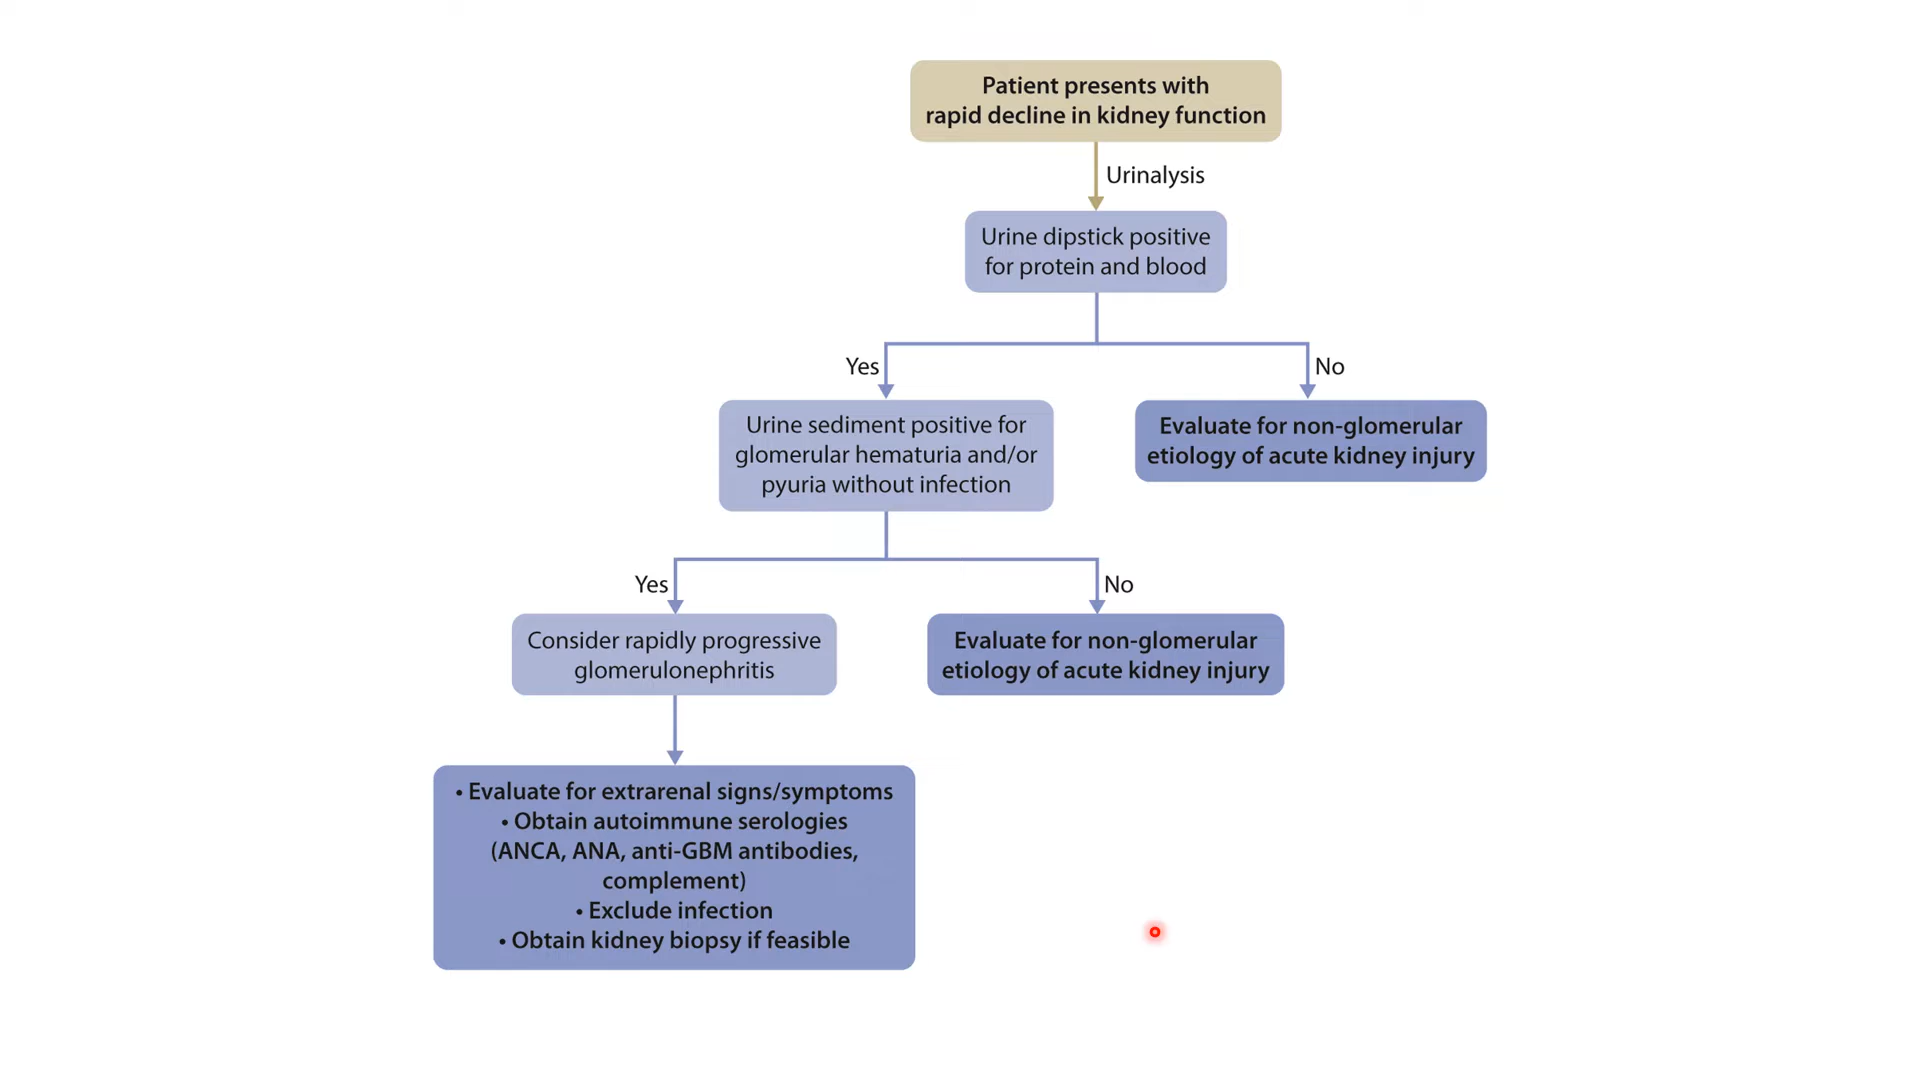 Patient presents with
rapid decline in kidney function
Urinalysis
Urine dipstick positive
for protein and blood
Yes
No
Urine sediment positive for
glomerular hematuria and/or
pyuria without infection
Evaluate for non-glomerular
etiology of acute kidney injury
Yes
No
Consider rapidly progressive
glomerulonephritis
Evaluate for non-glomerular
etiology of acute kidney injury
• Evaluate for extrarenal signs/symptoms
• Obtain autoimmune serologies
(ANCA, ANA, anti-GBM antibodies,
complement)
• Exclude infection
• Obtain kidney biopsy if feasible